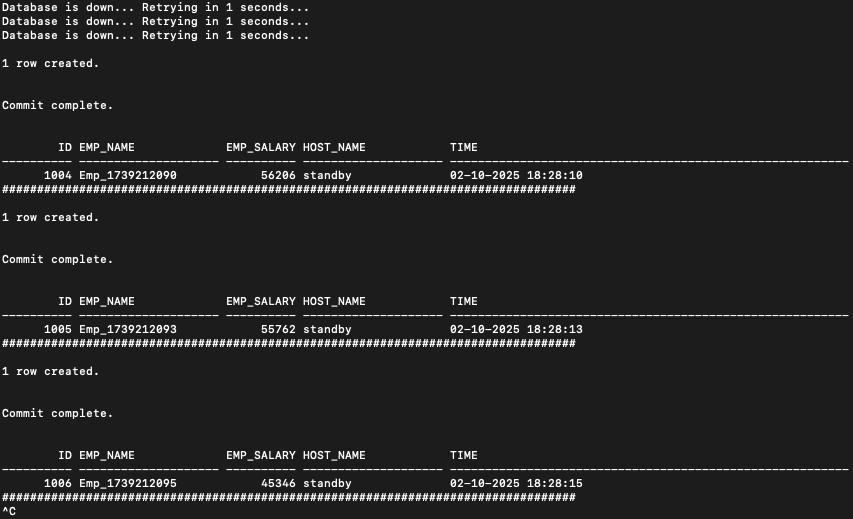 Database is down... Retrying in 1 seconds...
Database is down... Retrying in 1 seconds...
Database is down... Retrying in 1 seconds...
1 row created.
Commit complete.
        ID EMP_NAME             EMP_SALARY HOST_NAME            TIME
---------- -------------------- ---------- -------------------- ---------------------------------------------------------
      1004 Emp_1739212090            56206 standby              02-10-2025 18:28:10
##################################################################################
1 row created.
Commit complete.
        ID EMP_NAME             EMP_SALARY HOST_NAME            TIME
---------- -------------------- ---------- -------------------- ---------------------------------------------------------
      1005 Emp_1739212093            55762 standby              02-10-2025 18:28:13
##################################################################################
1 row created.
Commit complete.
        ID EMP_NAME             EMP_SALARY HOST_NAME            TIME
---------- -------------------- ---------- -------------------- ---------------------------------------------------------
      1006 Emp_1739212095            45346 standby              02-10-2025 18:28:15
##################################################################################
^C